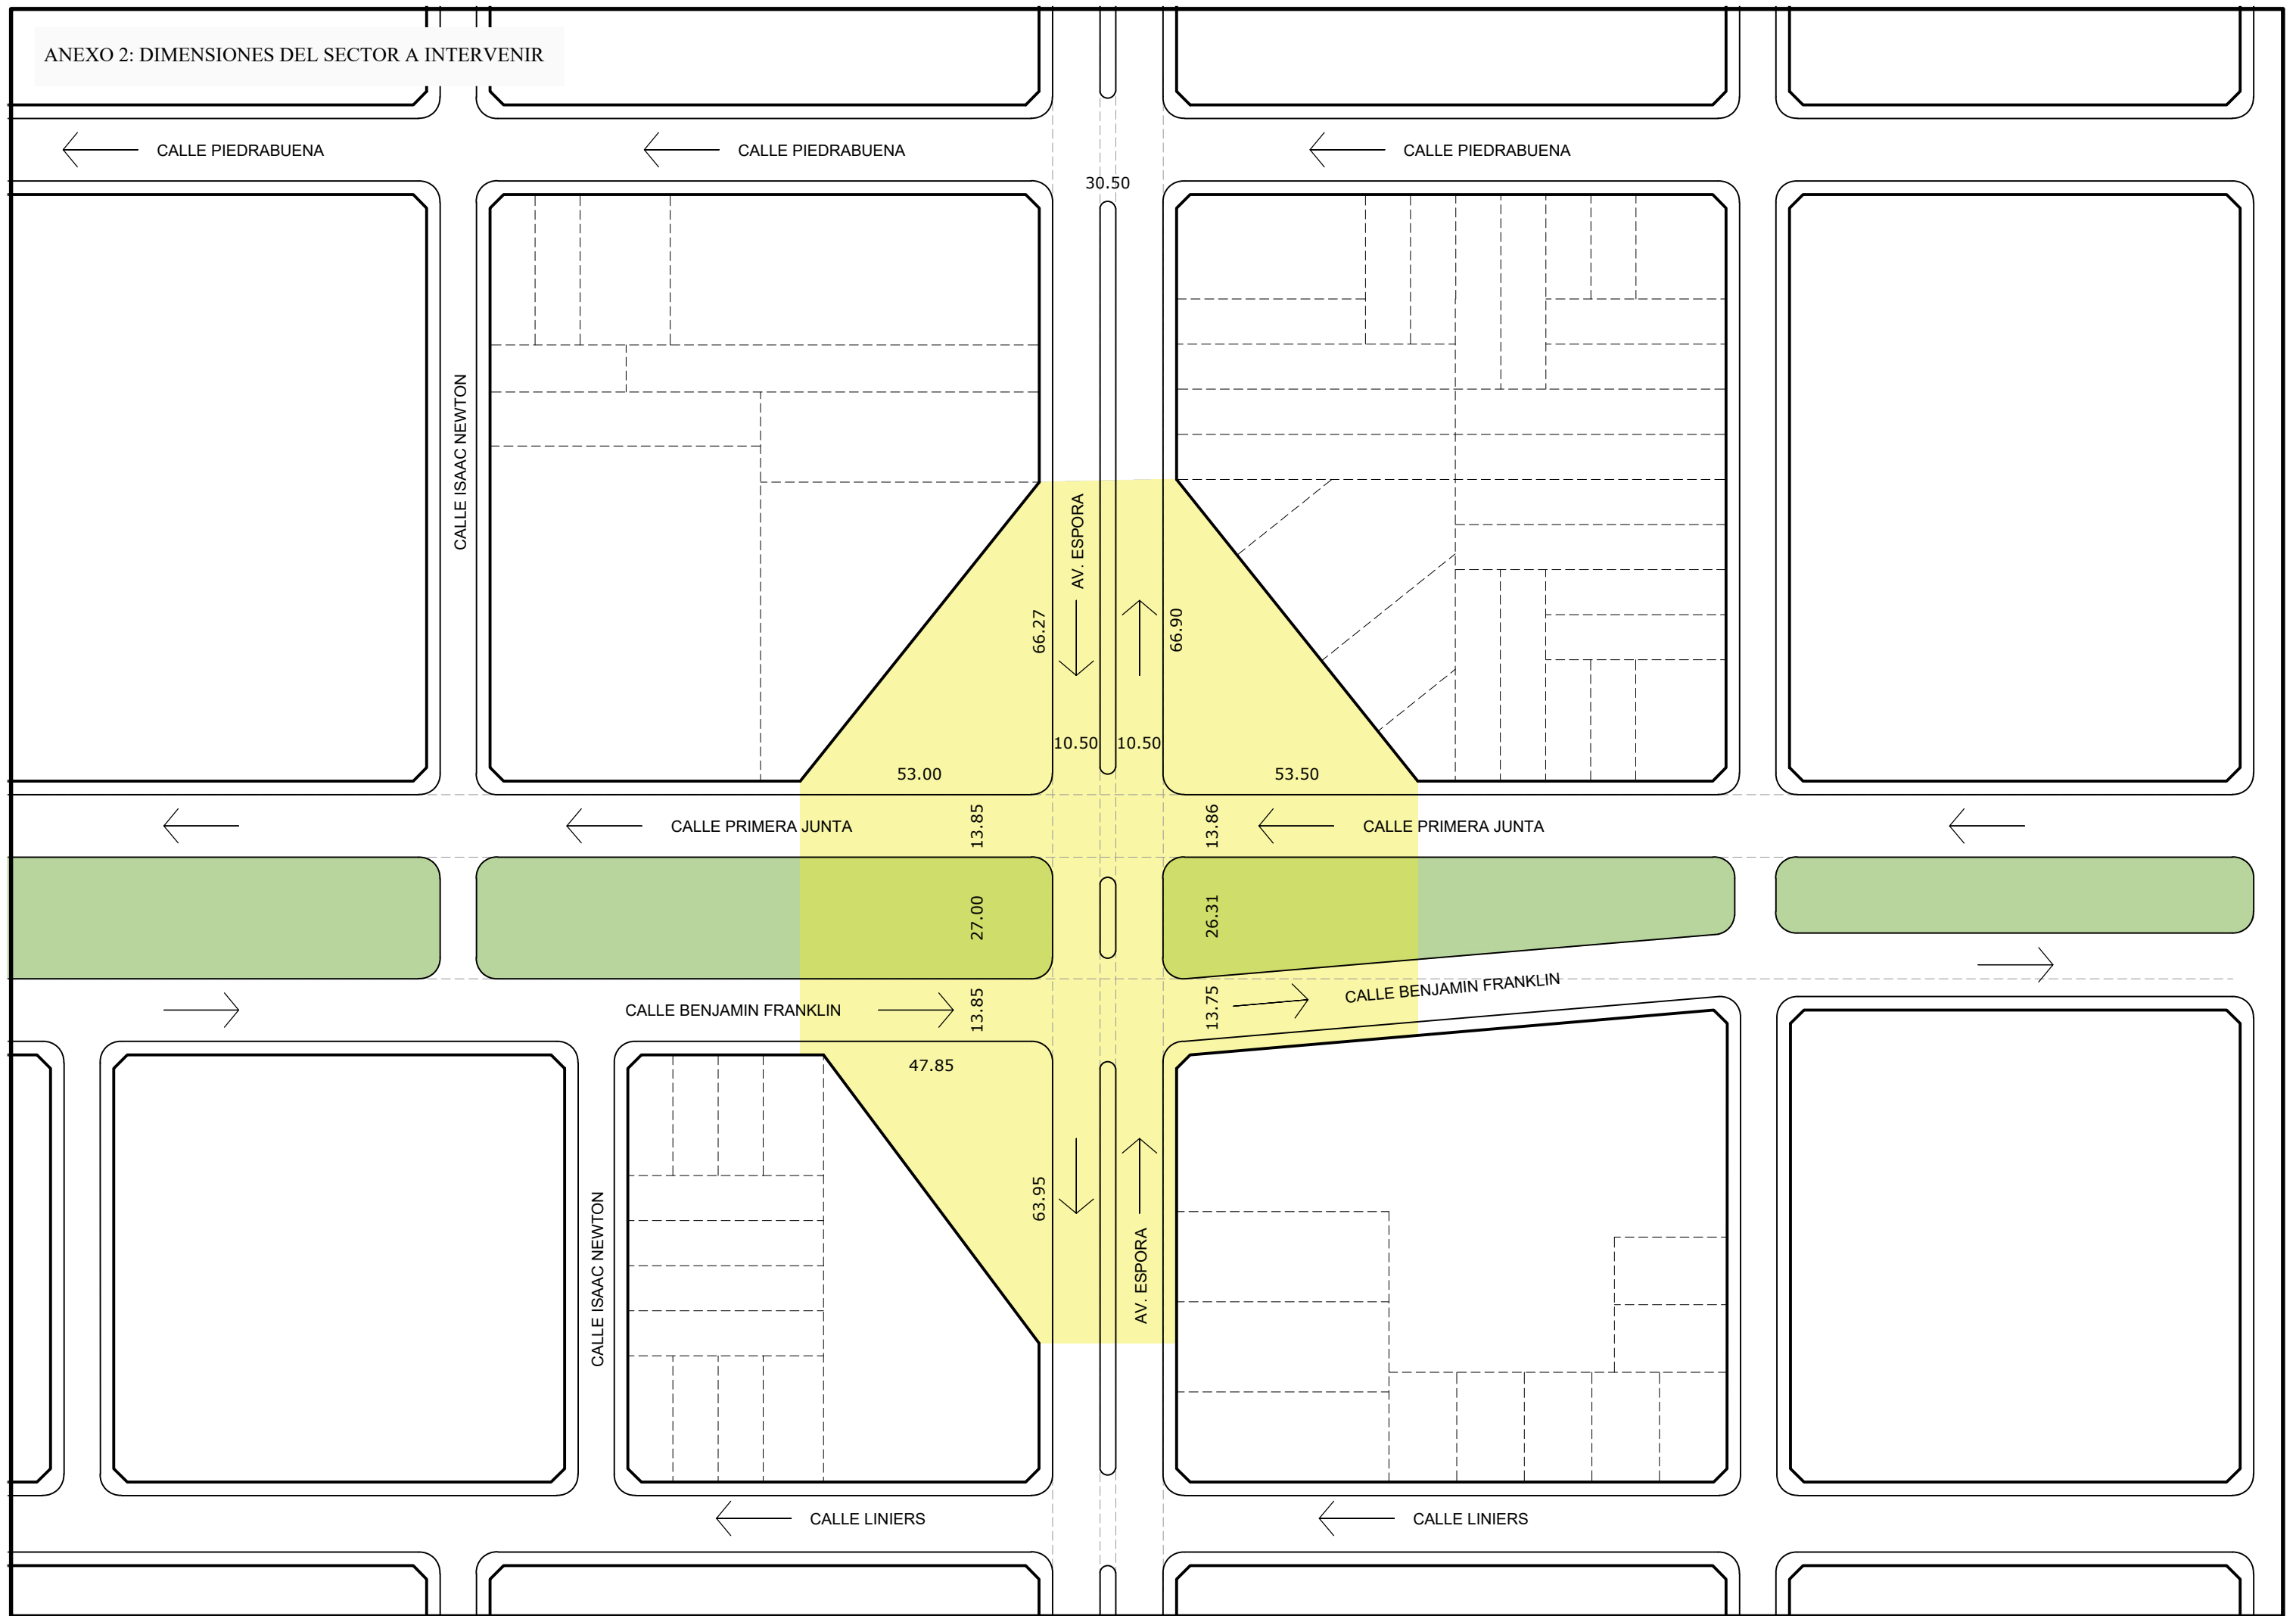 ANEXO 2: DIMENSIONES DEL SECTOR A INTERVENIR
CALLE PIEDRABUENA
CALLE PIEDRABUENA
CALLE PIEDRABUENA
30.50
CALLE ISAAC NEWTON
AV. ESPORA
66.27
66.90
10.50
10.50
53.00
53.50
13.85
13.86
CALLE PRIMERA JUNTA
CALLE PRIMERA JUNTA
27.00
26.31
CALLE BENJAMIN FRANKLIN
13.85
13.75
CALLE BENJAMIN FRANKLIN
47.85
63.95
CALLE ISAAC NEWTON
AV. ESPORA
CALLE LINIERS
CALLE LINIERS